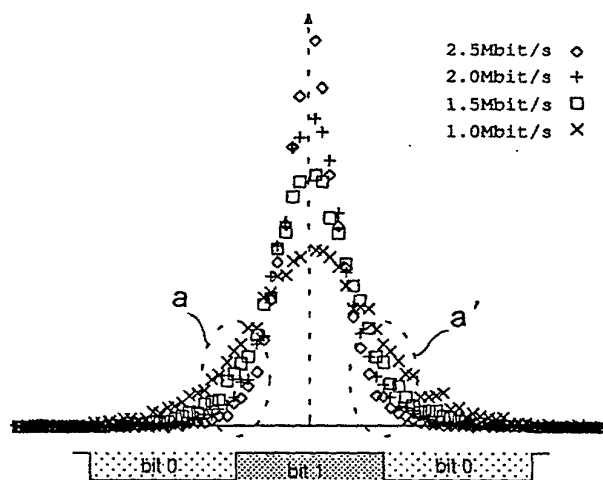 2.5Mbit/s ◇
2.0Mbit/s +
1.5Mbit/s □
1.0Mbit/s ×
a
a'
bit 0
bit 1
bit 0